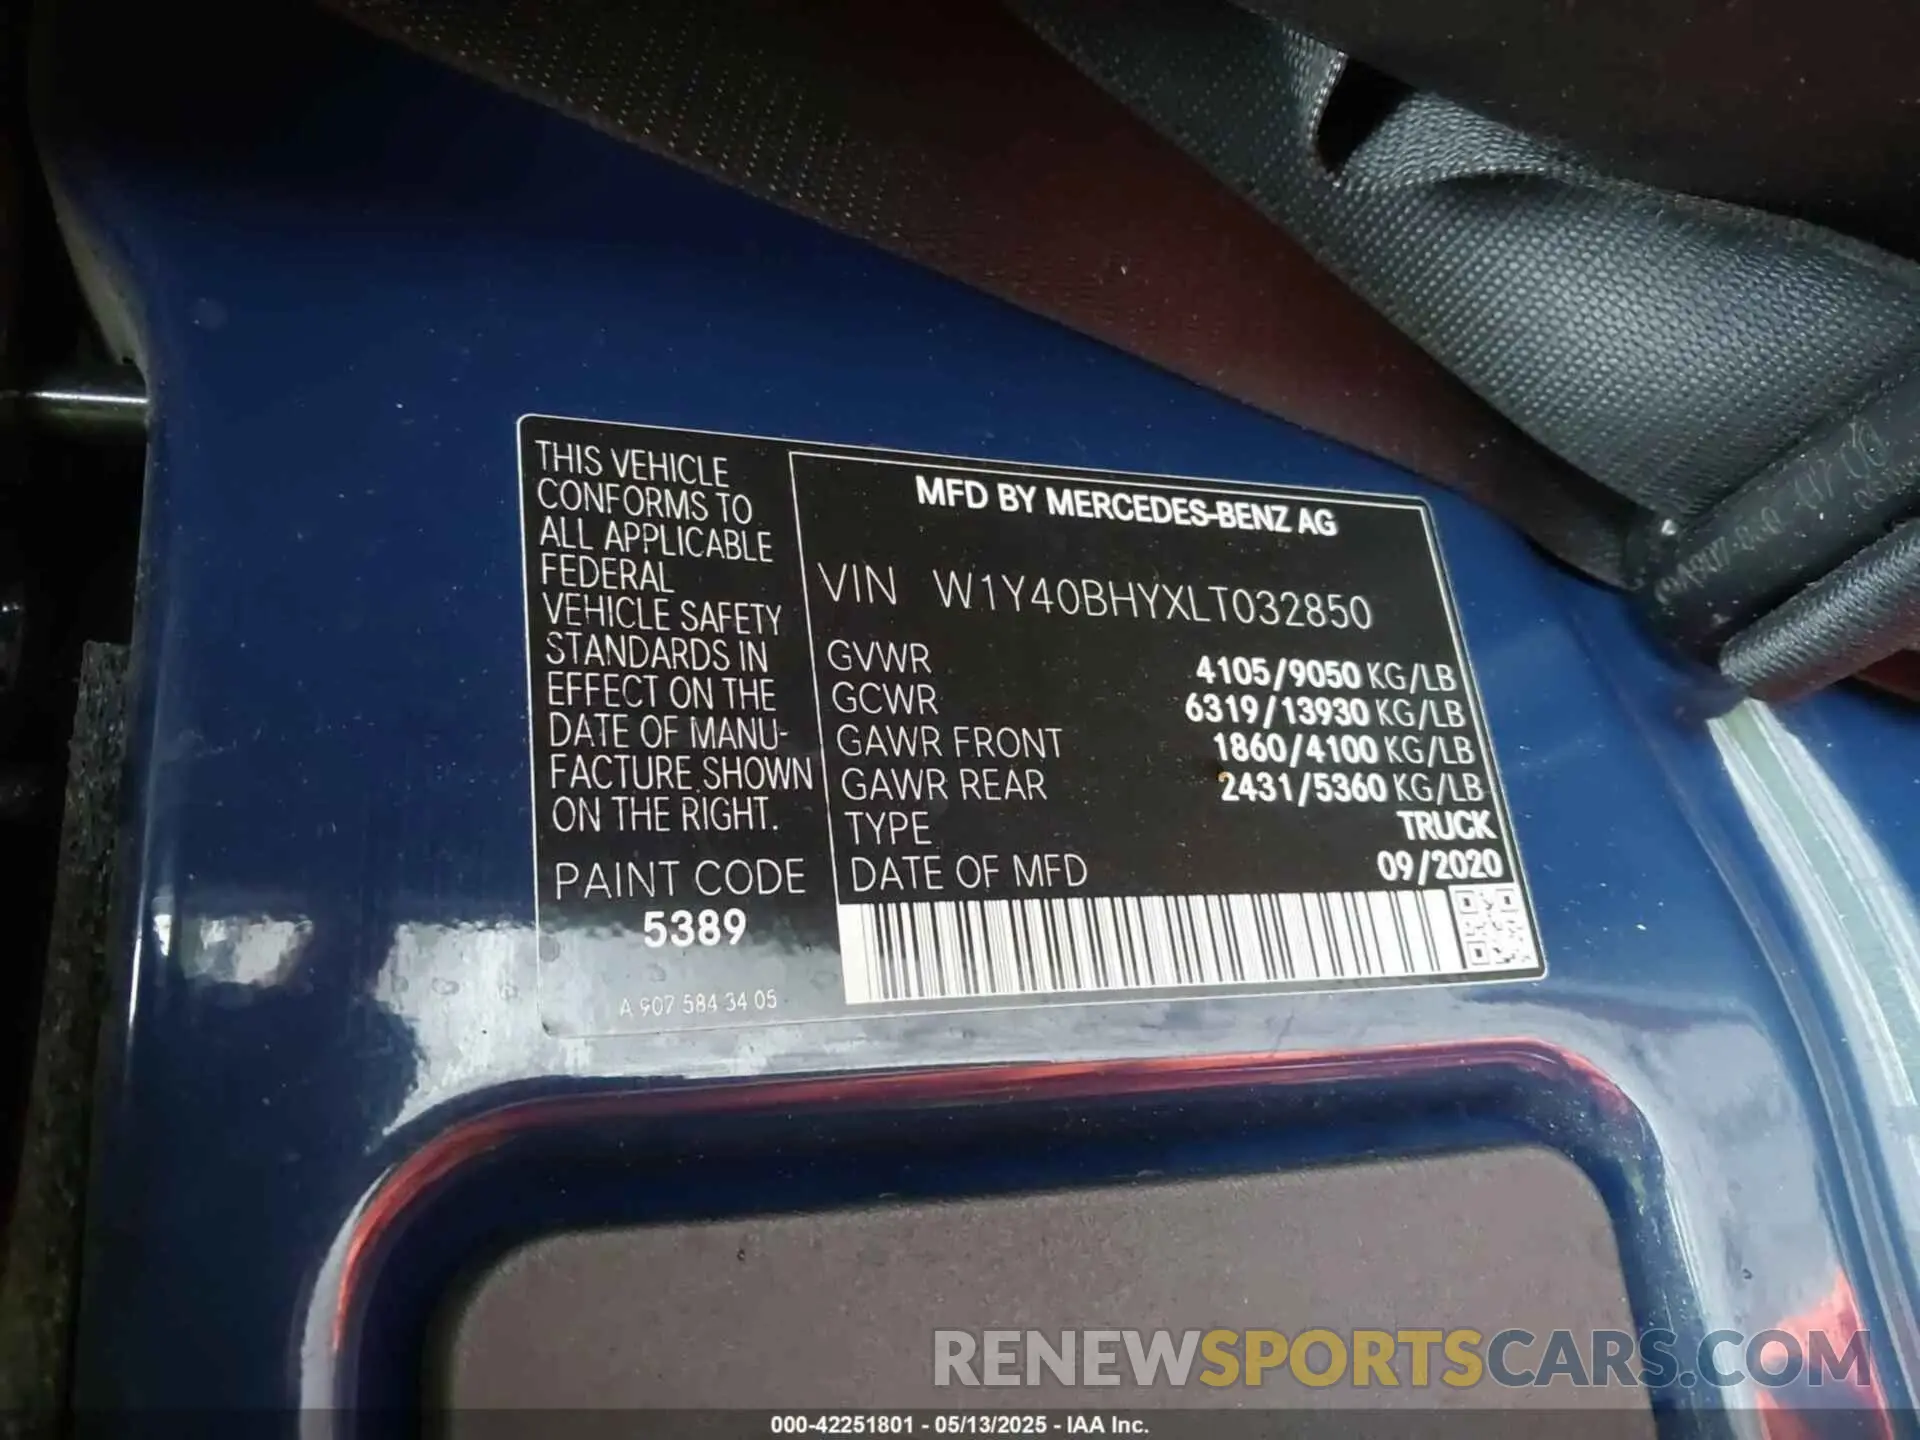 THIS VEHICLE
CONFORMS TO
ALL APPLICABLE
FEDERAL
VEHICLE SAFETY
STANDARDS IN
EFFECT ON THE
DATE OF MANU-
FACTURE SHOWN
ON THE RIGHT.
PAINT CODE
5389
A 907 584 34 05
MFD BY MERCEDES-BENZ AG
VIN W1Y40BHYXLT032850
GVWR 4105/9050 KG/LB
GCWR 6319/13930 KG/LB
GAWR FRONT 1860/4100 KG/LB
GAWR REAR 2431/5360 KG/LB
TYPE TRUCK
DATE OF MFD 09/2020
RENEWSPORTSCARS.COM
000-42251801 - 05/13/2025 - IAA Inc.